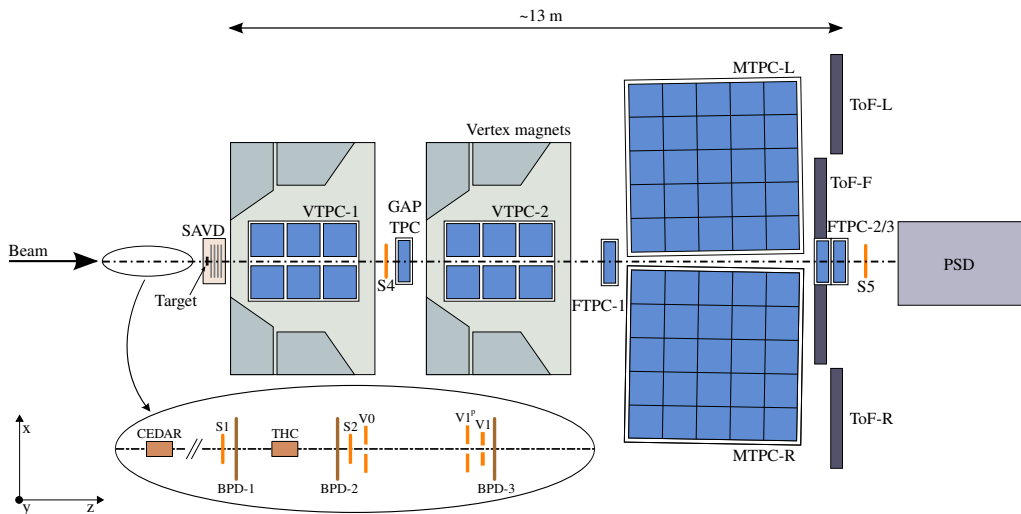 ~13 m
MTPC-L
ToF-L
Vertex magnets
ToF-F
VTPC-1
GAP
TPC
VTPC-2
FTPC-2/3
SAVD
Beam
PSD
Target
S4
FTPC-1
S5
x
y
z
CEDAR
S1
THC
S2
V0
V1ᵖ
V1
BPD-1
BPD-2
BPD-3
ToF-R
MTPC-R